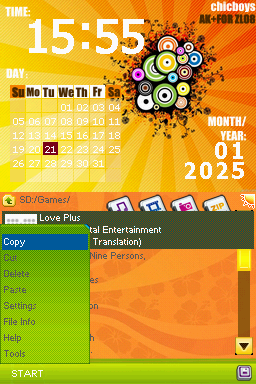 TIME:
15:55
chicboys
AK+FOR ZL08
DAY:
Su Mo Tu We Th Fr Sa
01 02 03 04
05 06 07 08 09 10 11
12 13 14 15 16 17 18
19 20 21 22 23 24 25
26 27 28 29 30 31
MONTH/
YEAR:
01
2025
SD:/Games/
ZIP
Love Plus
tal Entertainment
Translation)
Nine Persons,
es
Copy
Cut
Delete
Paste
Settings
File Info
Help
Tools
START